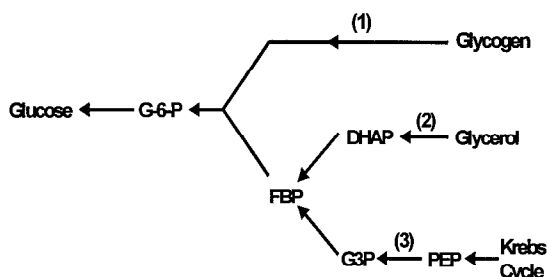 (1)
Glycogen
Glucose
G-6-P
(2)
DHAP
Glycerol
FBP
(3)
G3P
PEP
Krebs
Cycle